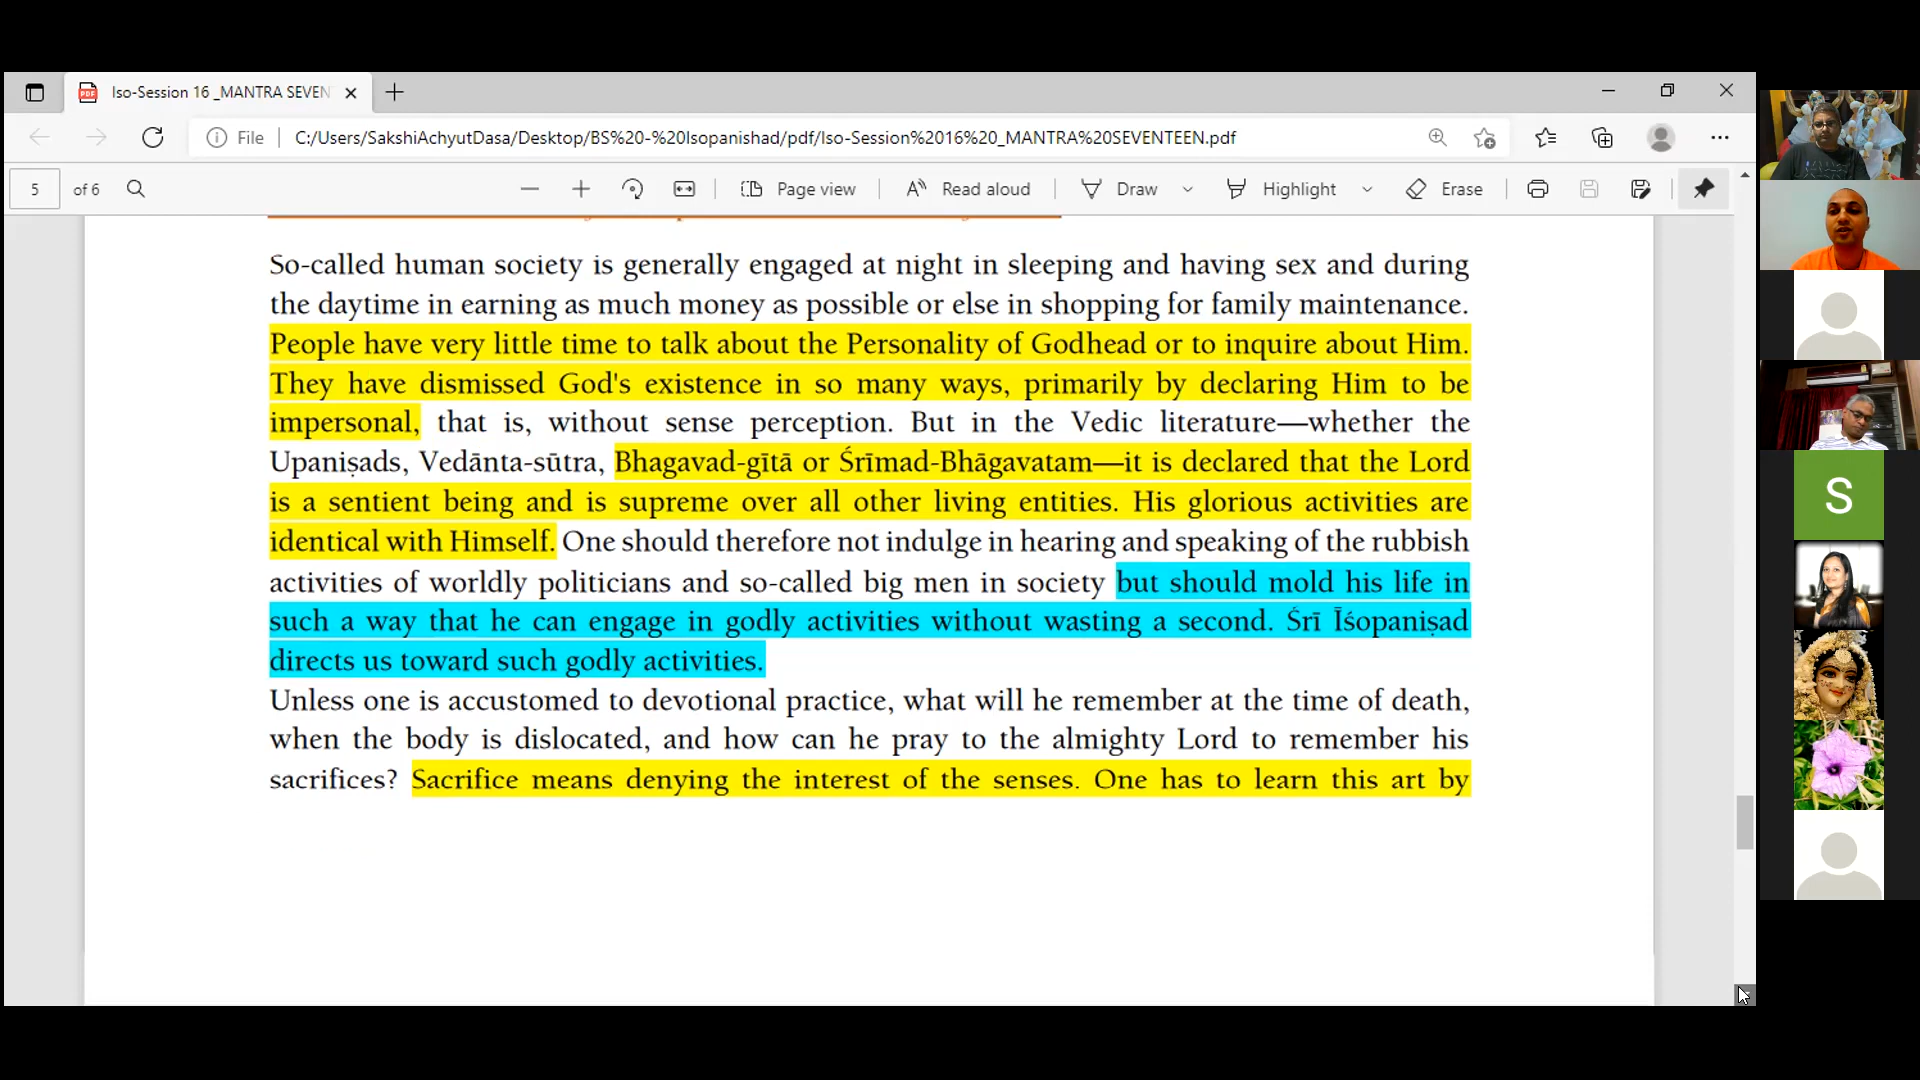 Iso-Session 16 _MANTRA SEVEN
File
C:/Users/SakshiAchyutDasa/Desktop/BS%20-%20Isopanishad/pdf/Iso-Session%2016%20_MANTRA%20SEVENTEEN.pdf
5 of 6
Page view
Read aloud
Draw
Highlight
Erase
So-called human society is generally engaged at night in sleeping and having sex and during
the daytime in earning as much money as possible or else in shopping for family maintenance.
People have very little time to talk about the Personality of Godhead or to inquire about Him.
They have dismissed God's existence in so many ways, primarily by declaring Him to be
impersonal, that is, without sense perception. But in the Vedic literature—whether the
Upaniṣads, Vedānta-sūtra, Bhagavad-gītā or Śrīmad-Bhāgavatam—it is declared that the Lord
is a sentient being and is supreme over all other living entities. His glorious activities are
identical with Himself. One should therefore not indulge in hearing and speaking of the rubbish
activities of worldly politicians and so-called big men in society but should mold his life in
such a way that he can engage in godly activities without wasting a second. Śrī Īśopaniṣad
directs us toward such godly activities.
Unless one is accustomed to devotional practice, what will he remember at the time of death,
when the body is dislocated, and how can he pray to the almighty Lord to remember his
sacrifices? Sacrifice means denying the interest of the senses. One has to learn this art by
S